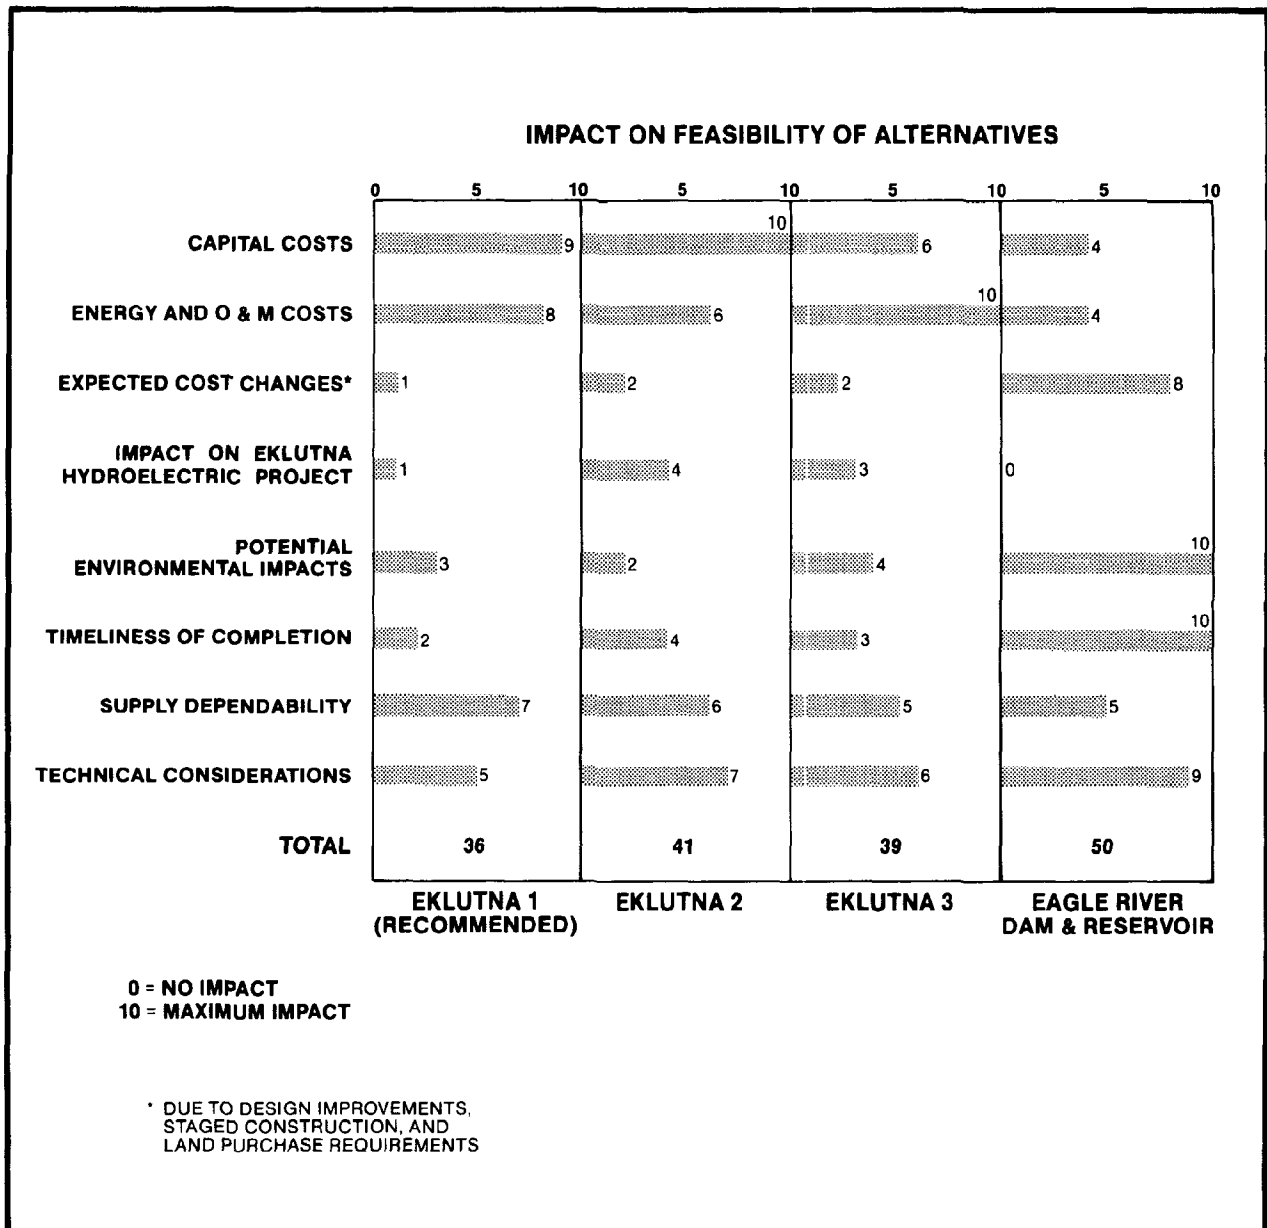 IMPACT ON FEASIBILITY OF ALTERNATIVES
0 5 10 5 10 5 10 5 10
CAPITAL COSTS 9 10 6 4
ENERGY AND O & M COSTS 8 6 10 4
EXPECTED COST CHANGES* 1 2 2 8
IMPACT ON EKLUTNA
HYDROELECTRIC PROJECT 1 4 3 0
POTENTIAL
ENVIRONMENTAL IMPACTS 3 2 4 10
TIMELINESS OF COMPLETION 2 4 3 10
SUPPLY DEPENDABILITY 7 6 5 5
TECHNICAL CONSIDERATIONS 5 7 6 9
TOTAL 36 41 39 50
EKLUTNA 1
(RECOMMENDED)
EKLUTNA 2
EKLUTNA 3
EAGLE RIVER
DAM & RESERVOIR
0 = NO IMPACT
10 = MAXIMUM IMPACT
* DUE TO DESIGN IMPROVEMENTS,
STAGED CONSTRUCTION, AND
LAND PURCHASE REQUIREMENTS